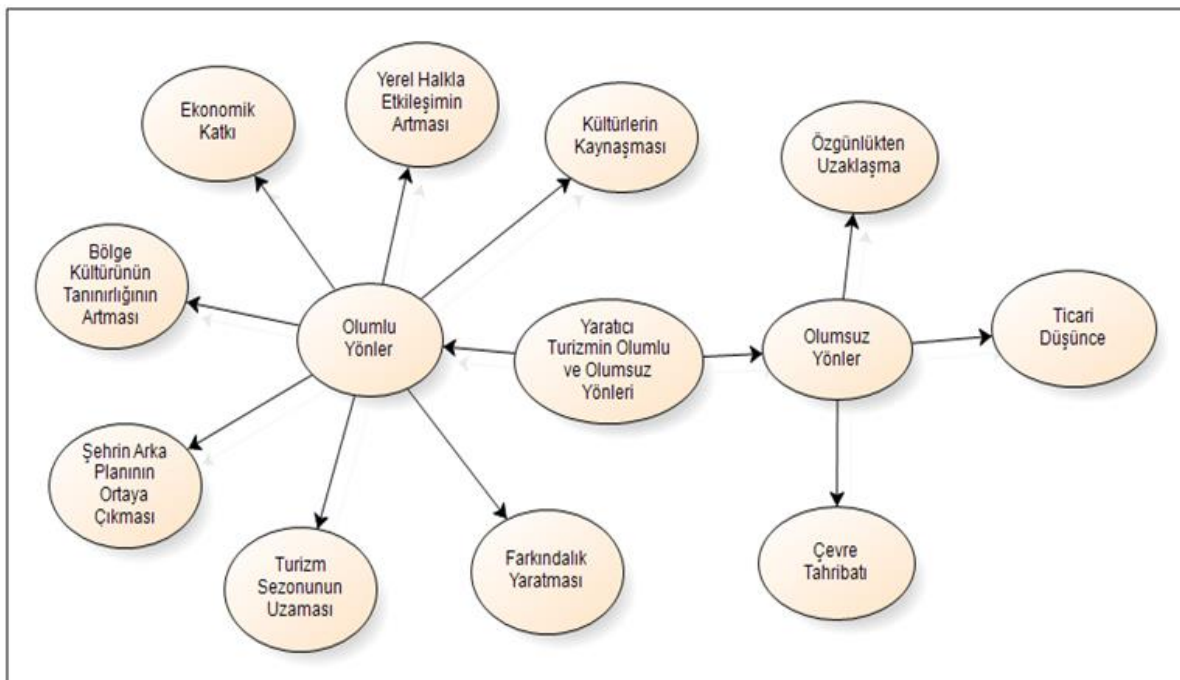 Ekonomik
Katkı
Yerel Halkla
Etkileşimin
Artması
Kültürlerin
Kaynaşması
Özgünlükten
Uzaklaşma
Bölge
Kültürünün
Tanınırlığının
Artması
Olumlu
Yönler
Yaratıcı
Turizmin Olumlu
ve Olumsuz
Yönleri
Olumsuz
Yönler
Ticari
Düşünce
Şehrin Arka
Planının
Ortaya
Çıkması
Turizm
Sezonunun
Uzaması
Farkındalık
Yaratması
Çevre
Tahribatı